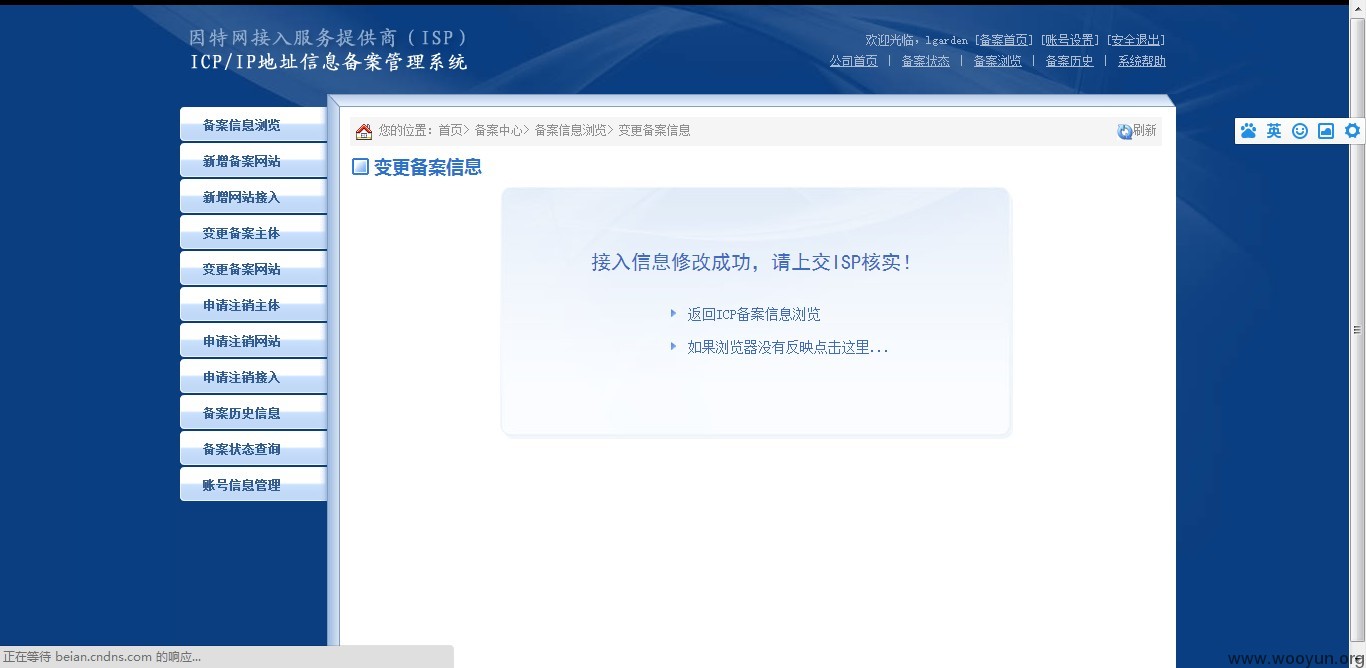 因特网接入服务提供商（ISP）
ICP/IP地址信息备案管理系统
欢迎光临，lgarden [备案首页] [账号设置] [安全退出]
公司首页 | 备案状态 | 备案浏览 | 备案历史 | 系统帮助
备案信息浏览
新增备案网站
新增网站接入
变更备案主体
变更备案网站
申请注销主体
申请注销网站
申请注销接入
备案历史信息
备案状态查询
账号信息管理
您的位置：首页> 备案中心> 备案信息浏览> 变更备案信息
刷新
英
变更备案信息
接入信息修改成功，请上交ISP核实！
返回ICP备案信息浏览
如果浏览器没有反映点击这里...
正在等待 beian.cndns.com 的响应...
www.wooyun.org